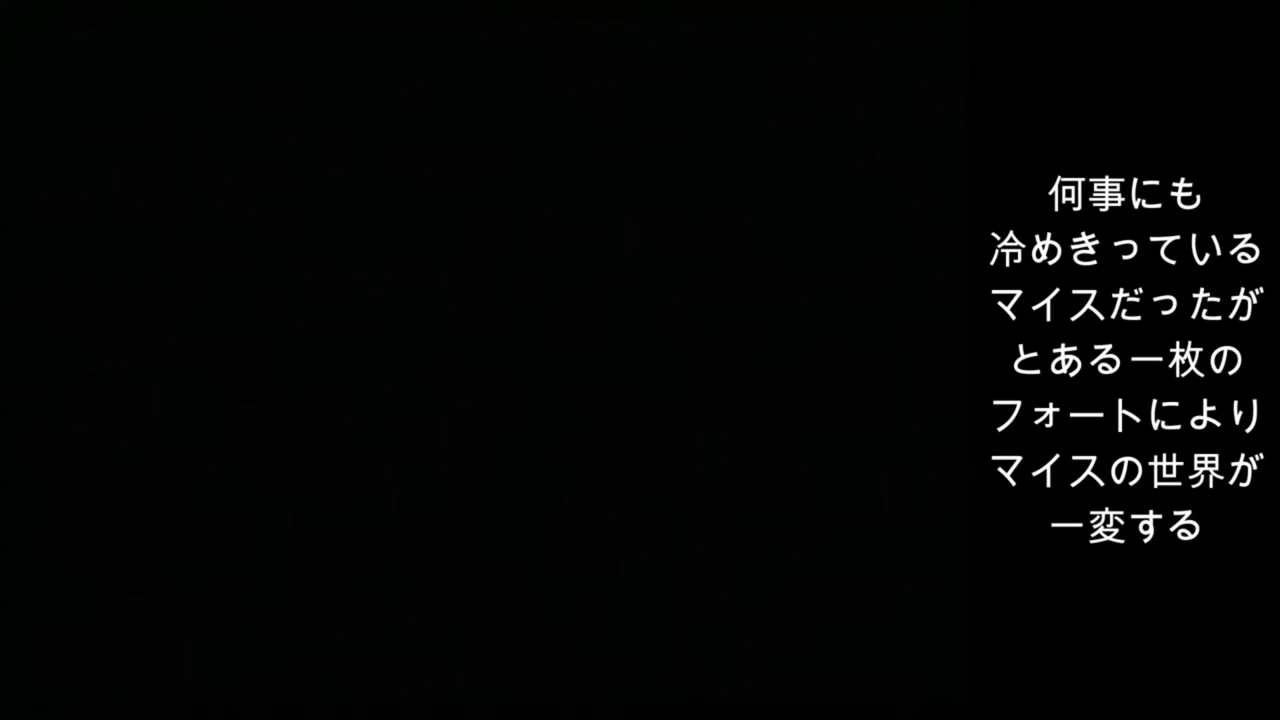 何事にも
冷めきっている
マイスだったが
とある一枚の
フォートにより
マイスの世界が
一変する